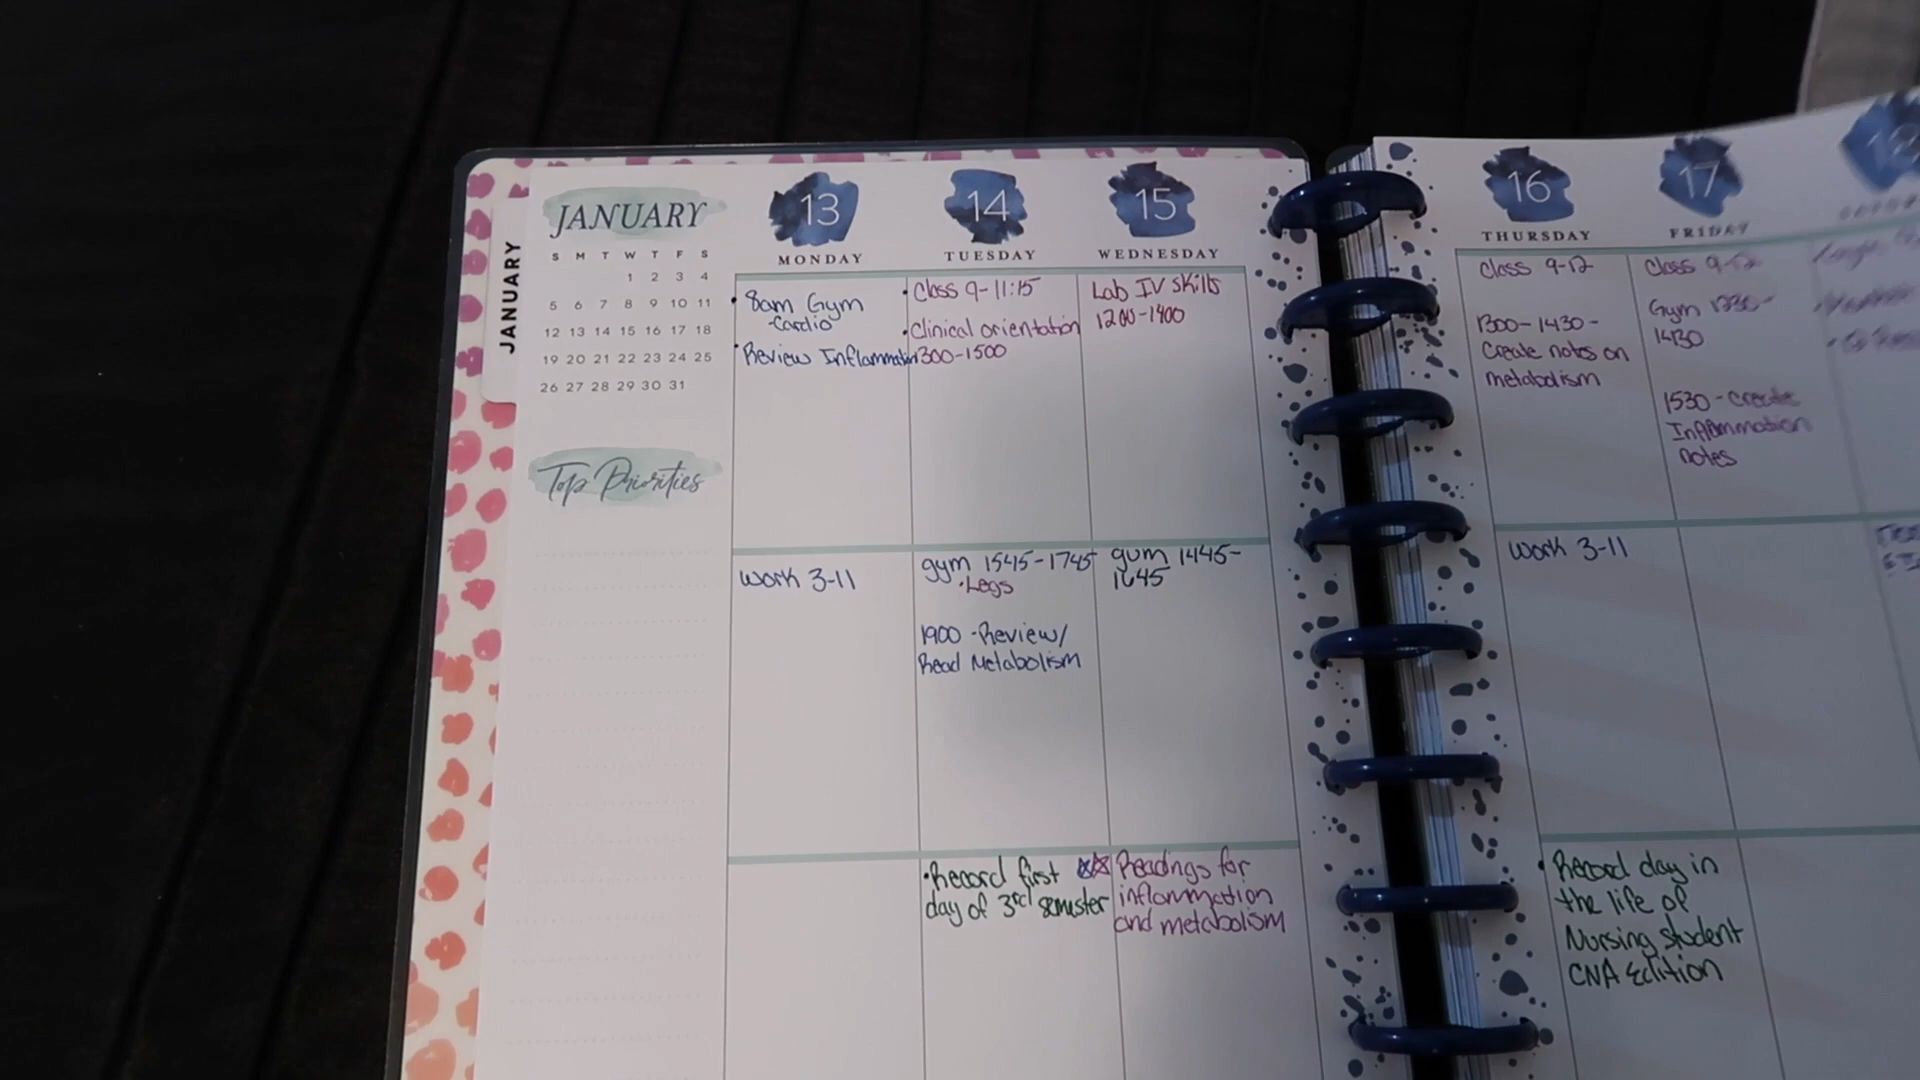 JANUARY
JANUARY
S M T W T F S
1 2 3 4
5 6 7 8 9 10 11
12 13 14 15 16 17 18
19 20 21 22 23 24 25
26 27 28 29 30 31
Top Priorities
13
MONDAY
• 8am Gym
-Cardio
• Review Inflammation
work 3-11
14
TUESDAY
• Class 9-11:15
• Clinical orientation
1300-1500
gym 1545-1745
• Legs
1900 - Review/
Read Metabolism
• Record first
day of 3rd semester
15
WEDNESDAY
Lab IV Skills
1200-1400
gym 1445-
1645
Readings for
inflammation
and metabolism
16
THURSDAY
Class 9-12
1300-1430-
Create notes on
metabolism
work 3-11
• Record day in
the life of
Nursing student
CNA Edition
17
FRIDAY
Class 9-12
Gym 1330-
1430
1530 - Create
Inflammation
notes